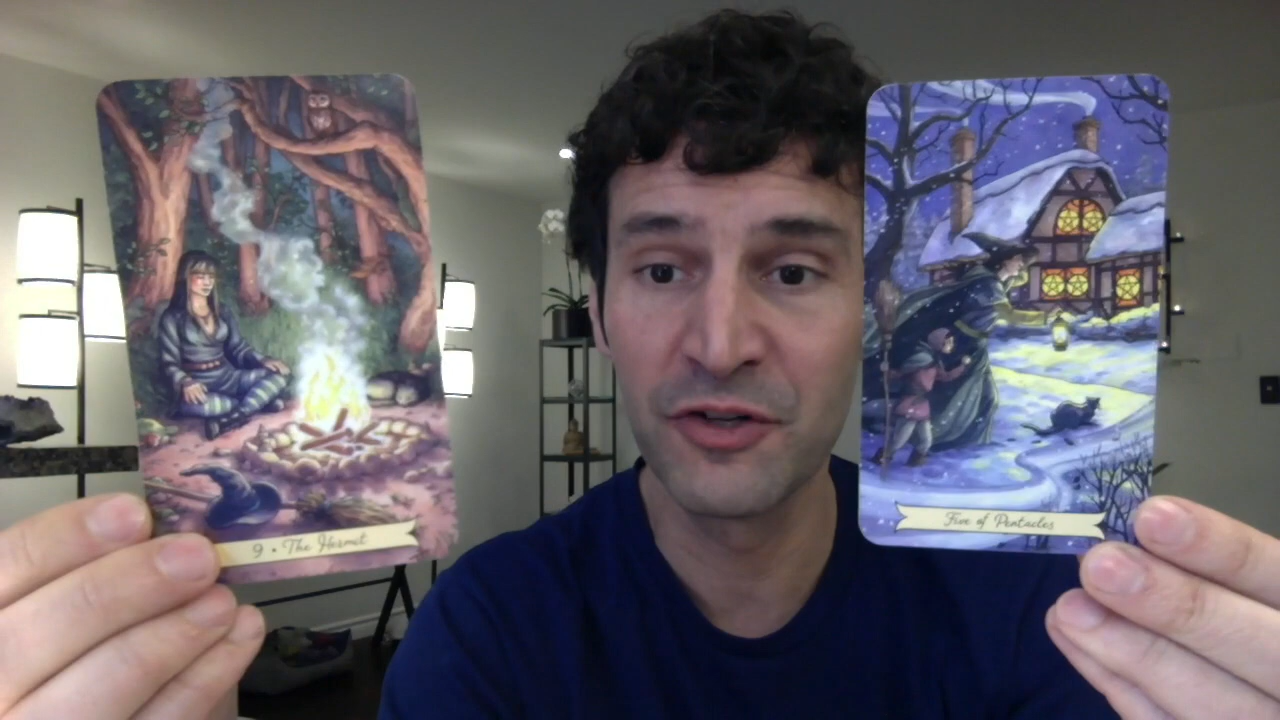 9 • The Hermit
Five of Pentacles